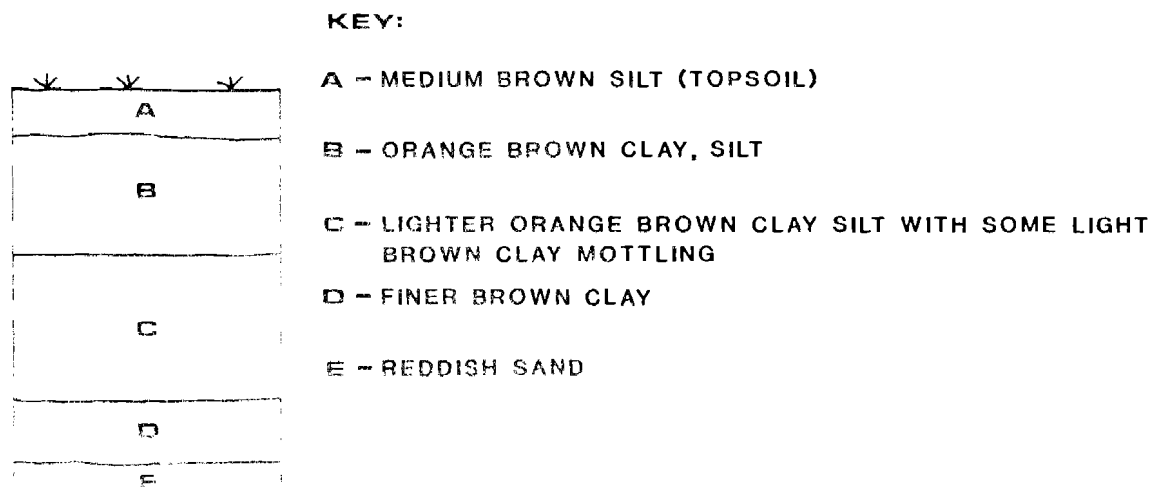 KEY:
A – MEDIUM BROWN SILT (TOPSOIL)
B – ORANGE BROWN CLAY, SILT
C – LIGHTER ORANGE BROWN CLAY SILT WITH SOME LIGHT
BROWN CLAY MOTTLING
D – FINER BROWN CLAY
E – REDDISH SAND
A
B
C
D
E